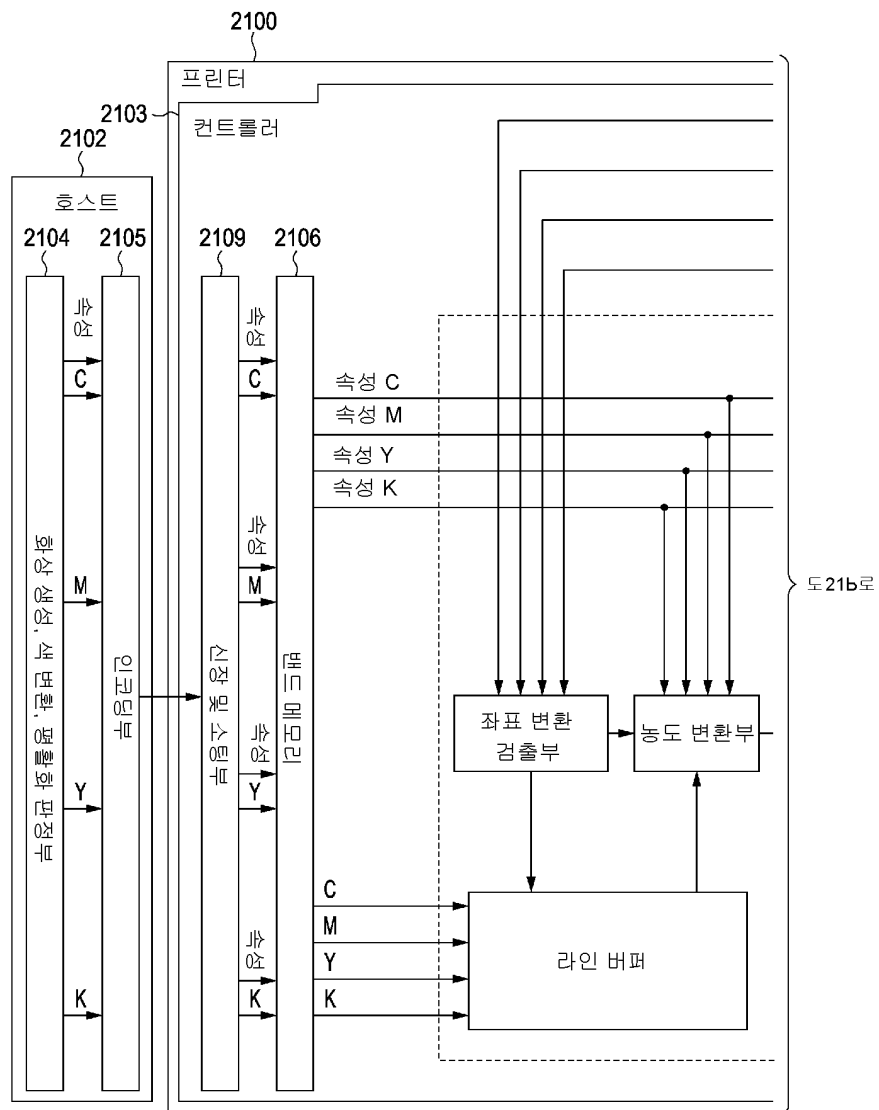 2100
프린터
2103
컨트롤러
2102
호스트
2104
2105
2109
2106
속성
C
M
Y
K
화상 생성, 색 변환, 평활화 판정부
인코딩부
속성
C
속성
M
속성
Y
속성
K
신장 및 소팅부
밴드 메모리
속성 C
속성 M
속성 Y
속성 K
좌표 변환
검출부
농도 변환부
C
M
Y
K
라인 버퍼
도21b로